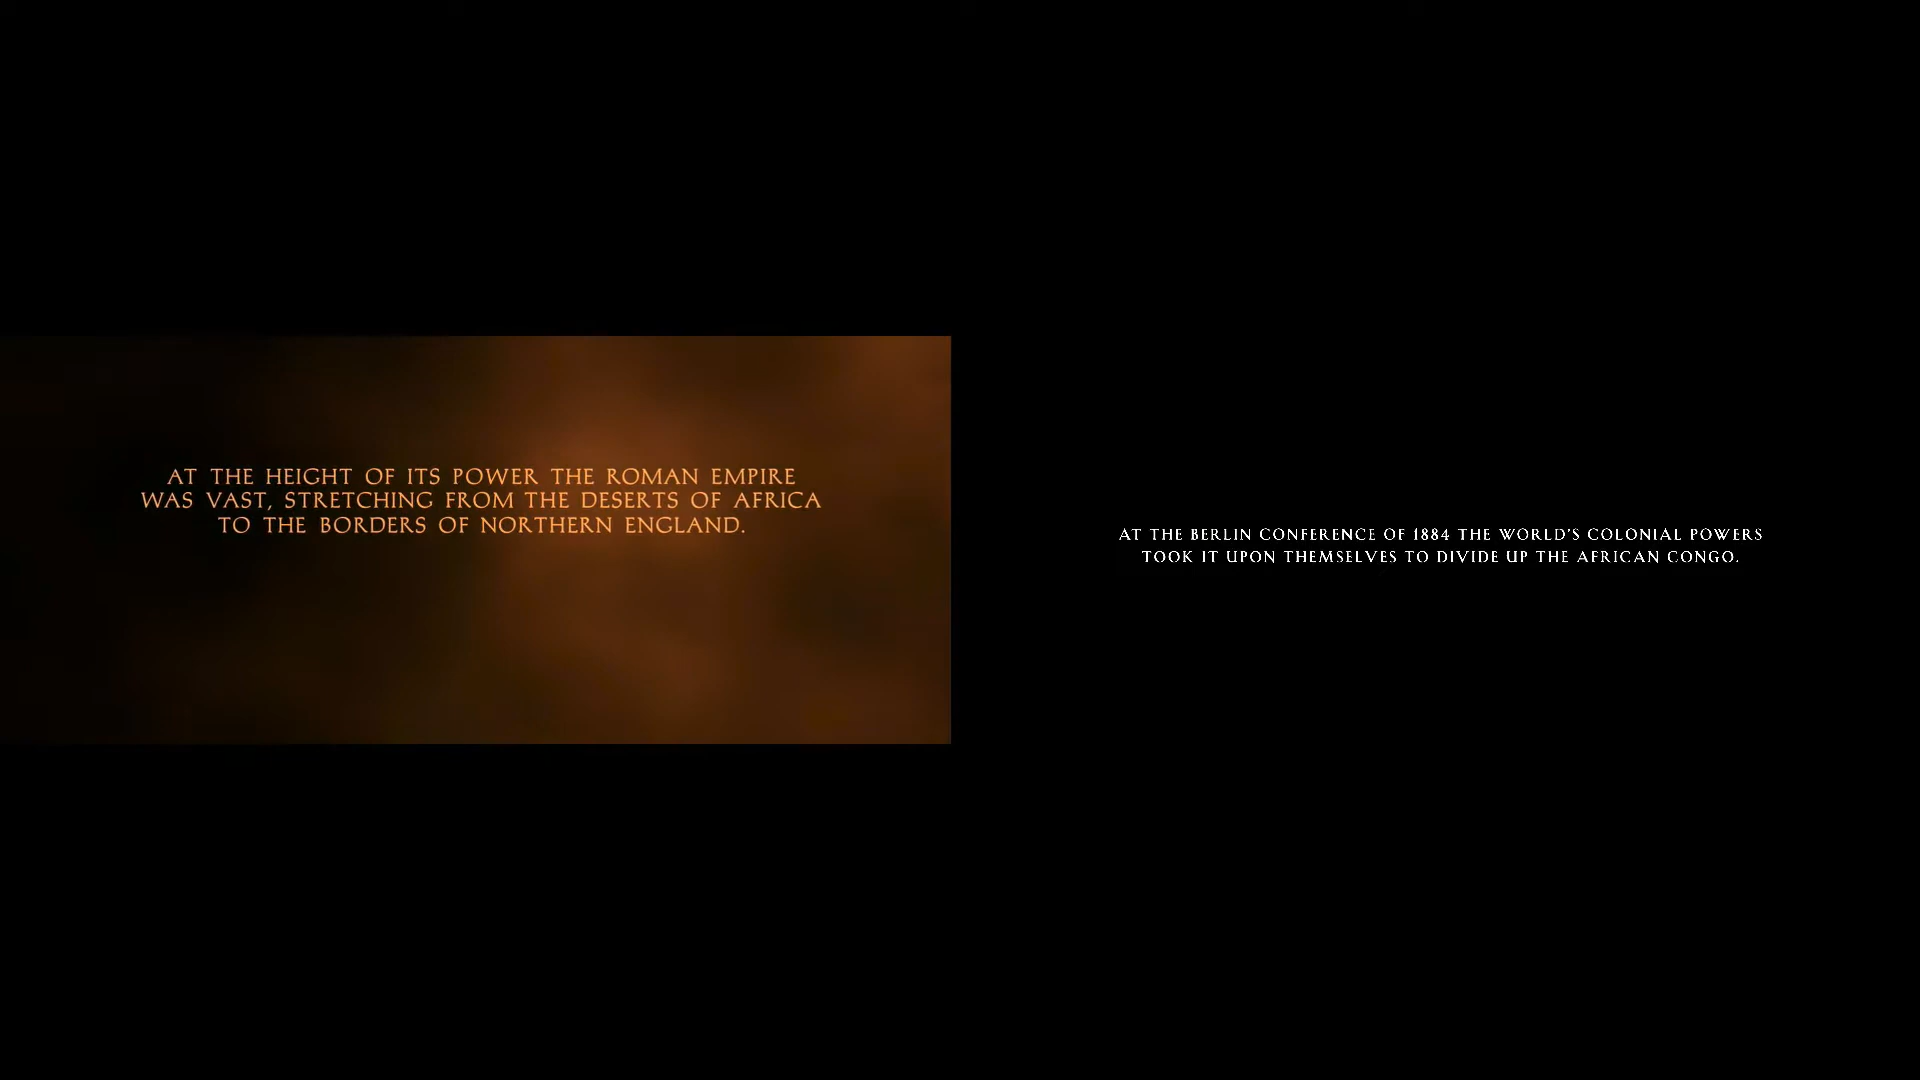 AT THE HEIGHT OF ITS POWER THE ROMAN EMPIRE
WAS VAST, STRETCHING FROM THE DESERTS OF AFRICA
TO THE BORDERS OF NORTHERN ENGLAND.
AT THE BERLIN CONFERENCE OF 1884 THE WORLD'S COLONIAL POWERS
TOOK IT UPON THEMSELVES TO DIVIDE UP THE AFRICAN CONGO.